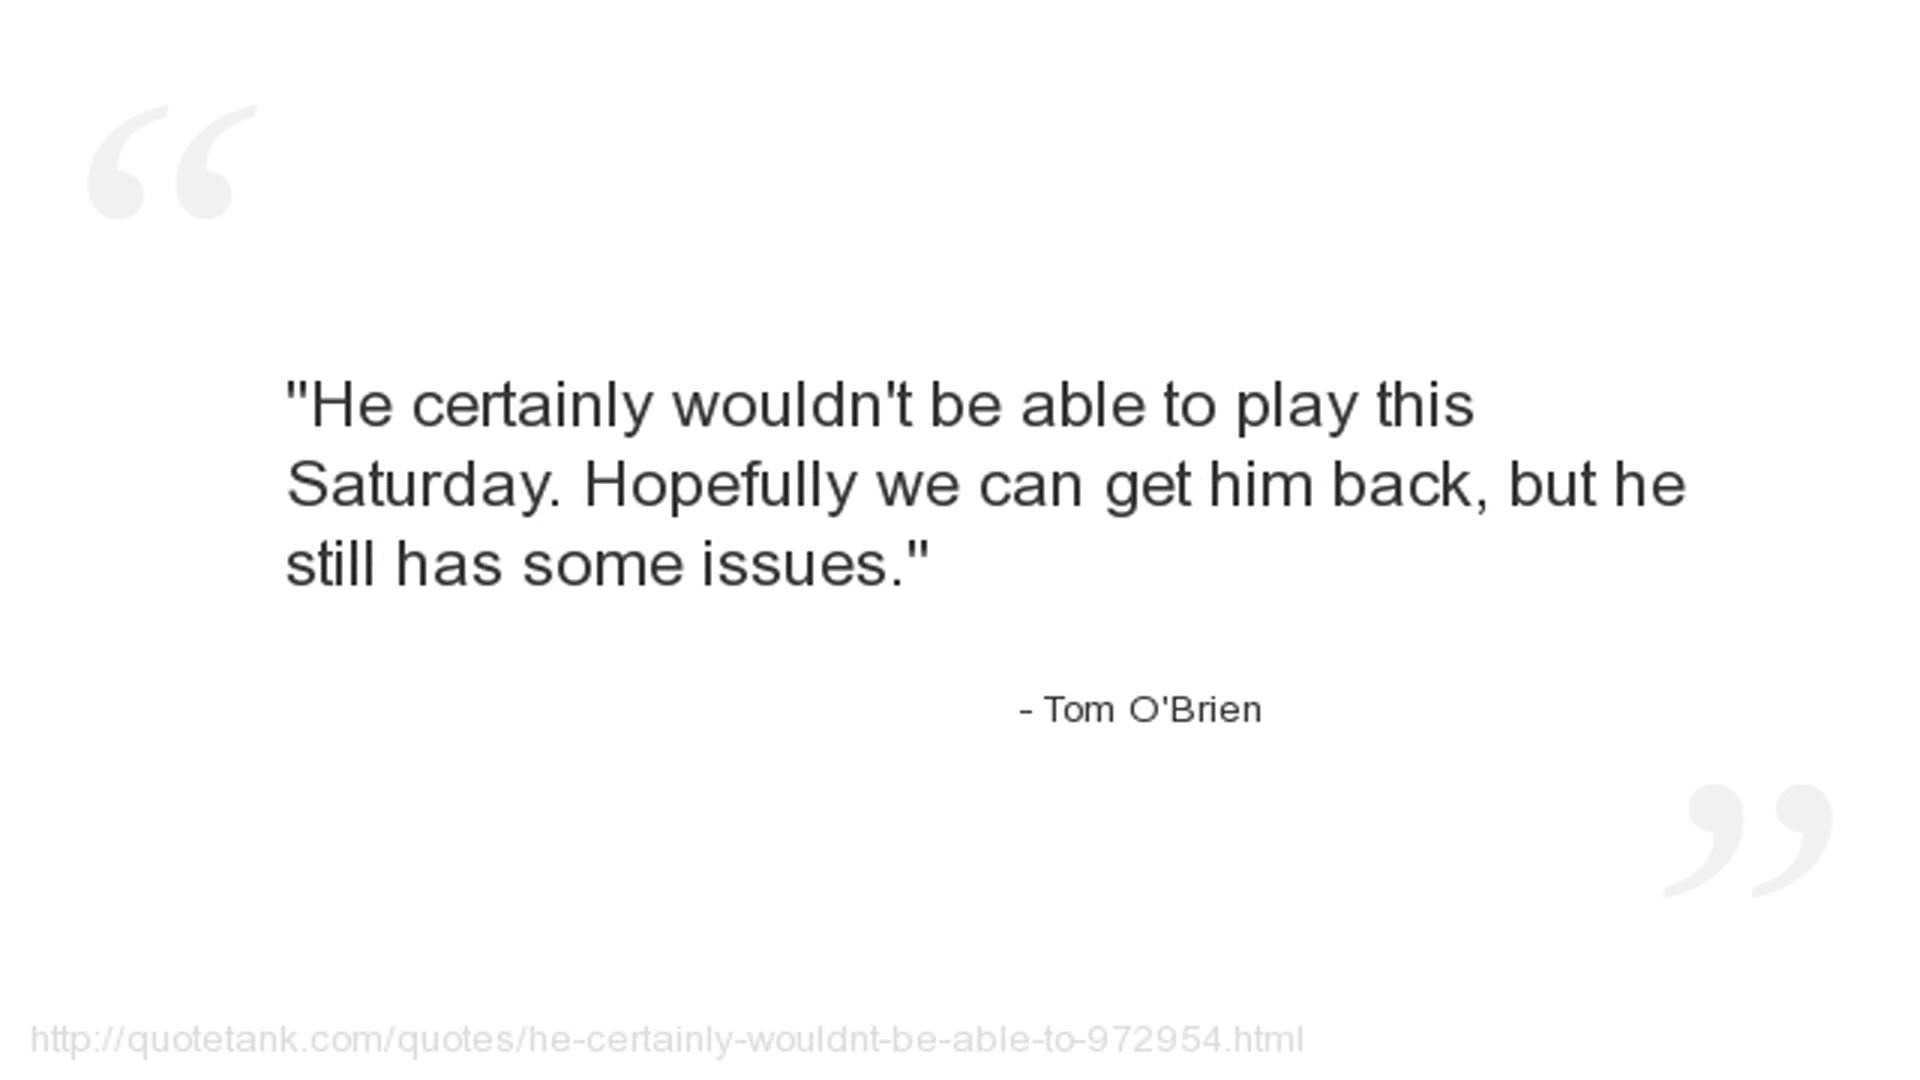 "He certainly wouldn't be able to play this
Saturday. Hopefully we can get him back, but he
still has some issues."
- Tom O'Brien
http://quotetank.com/quotes/he-certainly-wouldnt-be-able-to-972954.html